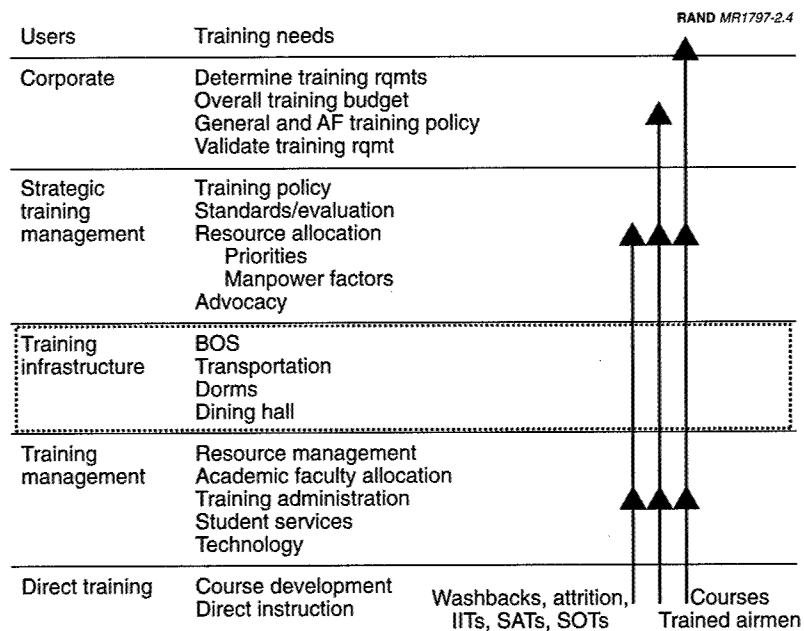 RAND MR1797-2.4
Users Training needs
Corporate Determine training rqmts
Overall training budget
General and AF training policy
Validate training rqmt
Strategic training management Training policy
Standards/evaluation
Resource allocation
Priorities
Manpower factors
Advocacy
Training infrastructure BOS
Transportation
Dorms
Dining hall
Training management Resource management
Academic faculty allocation
Training administration
Student services
Technology
Direct training Course development
Direct instruction
Washbacks, attrition,
IITs, SATs, SOTs
Courses
Trained airmen